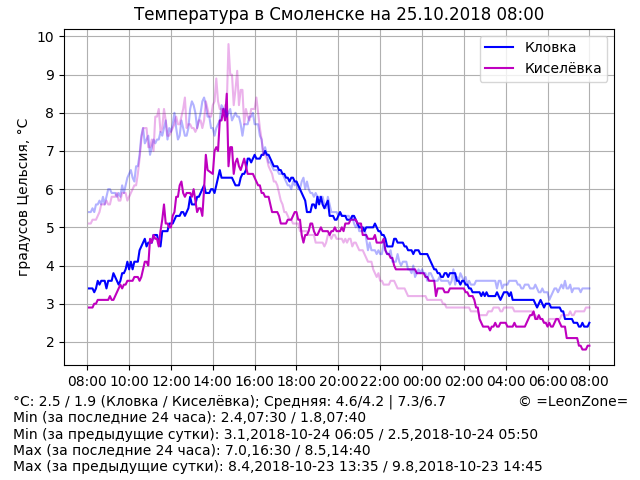 Температура в Смоленске на 25.10.2018 08:00
10
9
8
7
6
5
4
3
2
градусов Цельсия, °C
Кловка
Киселёвка
08:00 10:00 12:00 14:00 16:00 18:00 20:00 22:00 00:00 02:00 04:00 06:00 08:00
°C: 2.5 / 1.9 (Кловка / Киселёвка); Средняя: 4.6/4.2 | 7.3/6.7 © =LeonZone=
Min (за последние 24 часа): 2.4,07:30 / 1.8,07:40
Min (за предыдущие сутки): 3.1,2018-10-24 06:05 / 2.5,2018-10-24 05:50
Max (за последние 24 часа): 7.0,16:30 / 8.5,14:40
Max (за предыдущие сутки): 8.4,2018-10-23 13:35 / 9.8,2018-10-23 14:45